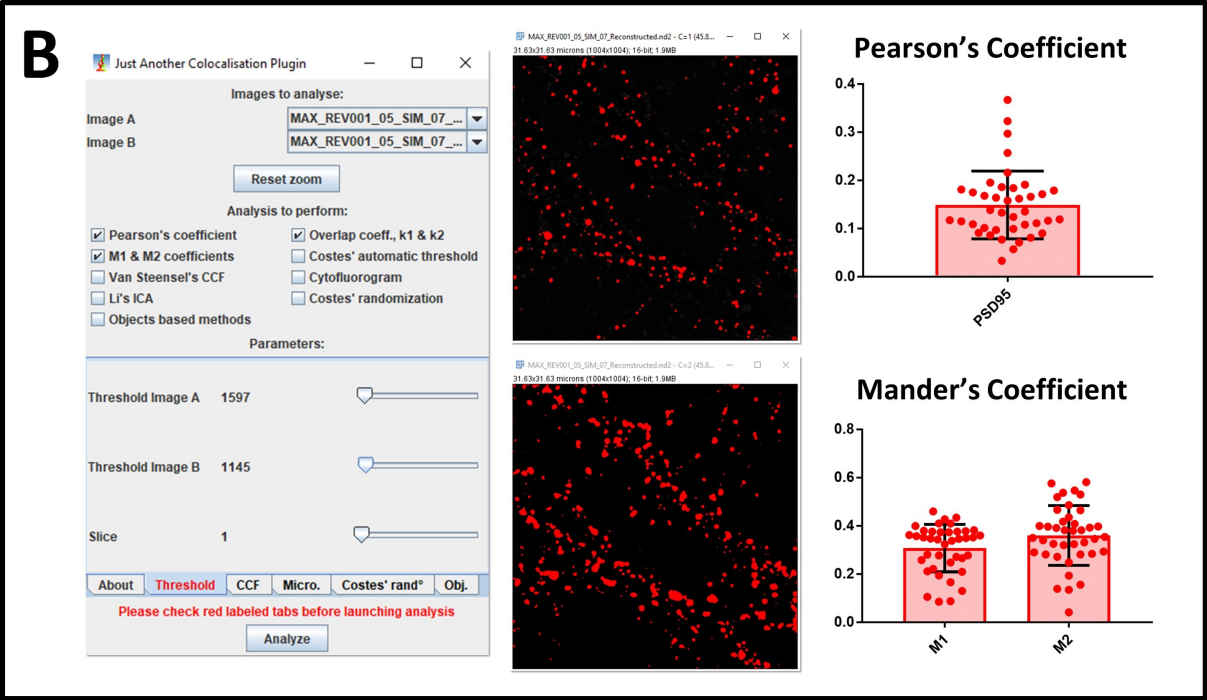 B
Just Another Colocalisation Plugin
Images to analyse:
Image A MAX_REV001_05_SIM_07_...
Image B MAX_REV001_05_SIM_07_...
Reset zoom
Analysis to perform:
Pearson's coefficient Overlap coeff., k1 & k2
M1 & M2 coefficients Costes' automatic threshold
Van Steensel's CCF Cytofluorogram
Li's ICA Costes' randomization
Objects based methods
Parameters:
Threshold Image A 1597
Threshold Image B 1145
Slice 1
About Threshold CCF Micro. Costes' rand° Obj.
Please check red labeled tabs before launching analysis
Analyze
MAX_REV001_05_SIM_07_Reconstructed.nd2 - C=1 (45.8...
31.63x31.63 microns (1004x1004); 16-bit; 1.9MB
MAX_REV001_05_SIM_07_Reconstructed.nd2 - C=2 (45.8...
31.63x31.63 microns (1004x1004); 16-bit; 1.9MB
Pearson's Coefficient
0.4
0.3
0.2
0.1
0.0
PSD95
Mander's Coefficient
0.8
0.6
0.4
0.2
0.0
M1 M2